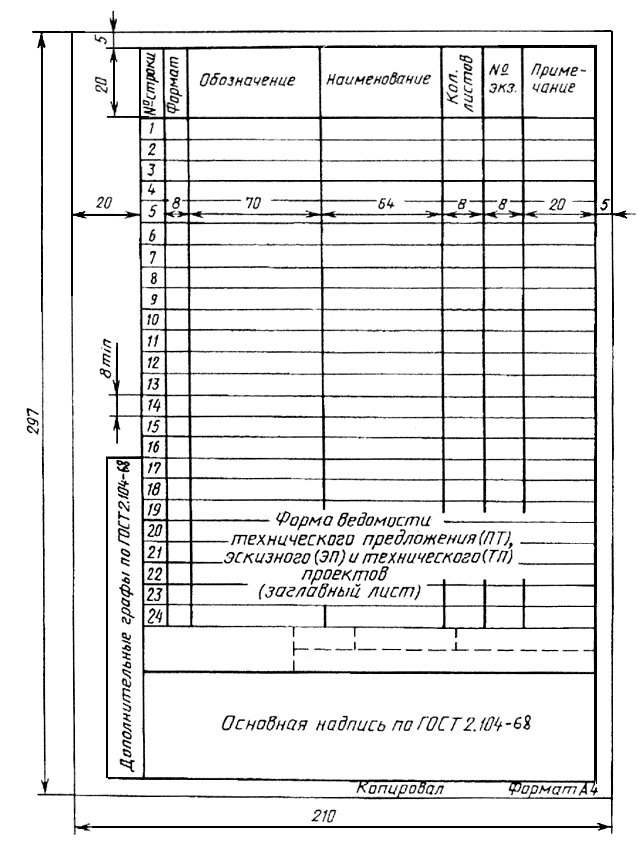 5
20
№ строки
Формат
Обозначение
Наименование
Кол.
листов
№
экз.
Приме-
чание
1
2
3
4
20 8 70 64 8 8 20 5
5
6
7
8
9
10
11
12
13
8 min
14
15
16
297
17
18
19
20
21
22
23
24
Форма ведомости
технического предложения (ПТ),
эскизного (ЭП) и технического (ТП)
проектов
(заглавный лист)
Дополнительные графы по ГОСТ 2.104-68
Основная надпись по ГОСТ 2.104-68
Копировал Формат А4
210